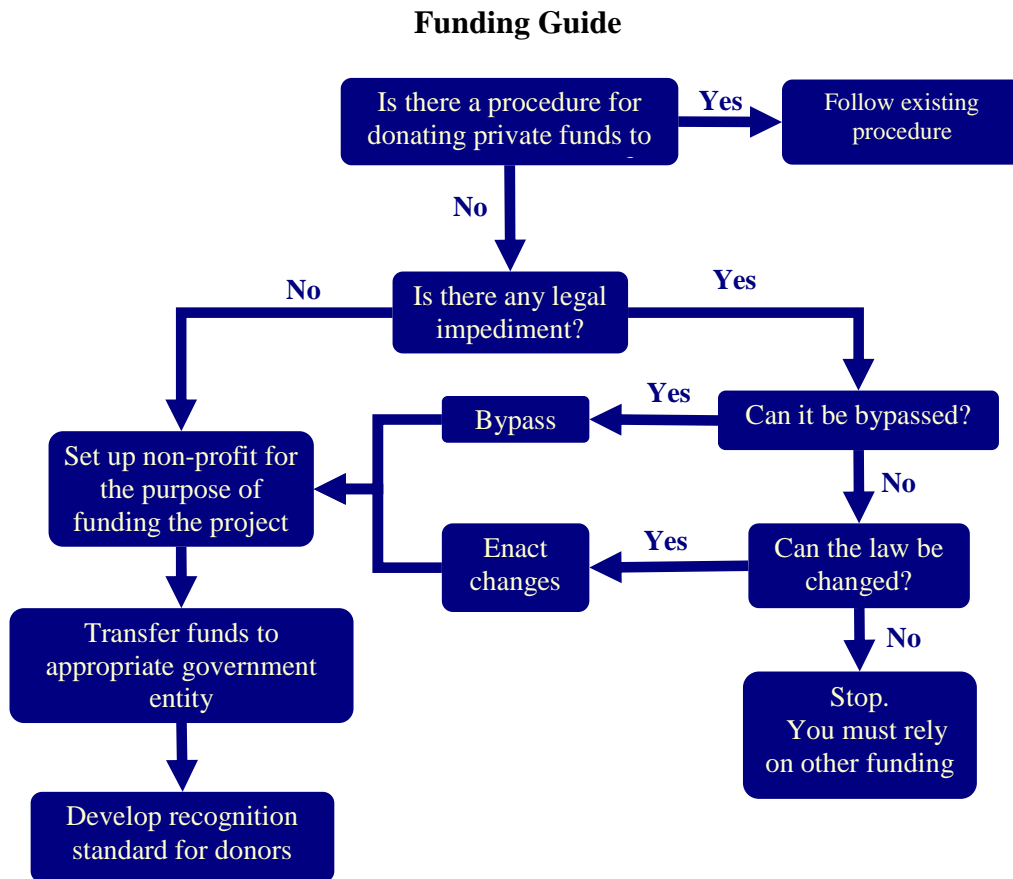 Funding Guide
Is there a procedure for
donating private funds to
Yes
Follow existing
procedure
No
No
Is there any legal
impediment?
Yes
Bypass
Yes
Can it be bypassed?
Set up non-profit for
the purpose of
funding the project
No
Enact
changes
Yes
Can the law be
changed?
Transfer funds to
appropriate government
entity
No
Stop.
You must rely
on other funding
Develop recognition
standard for donors